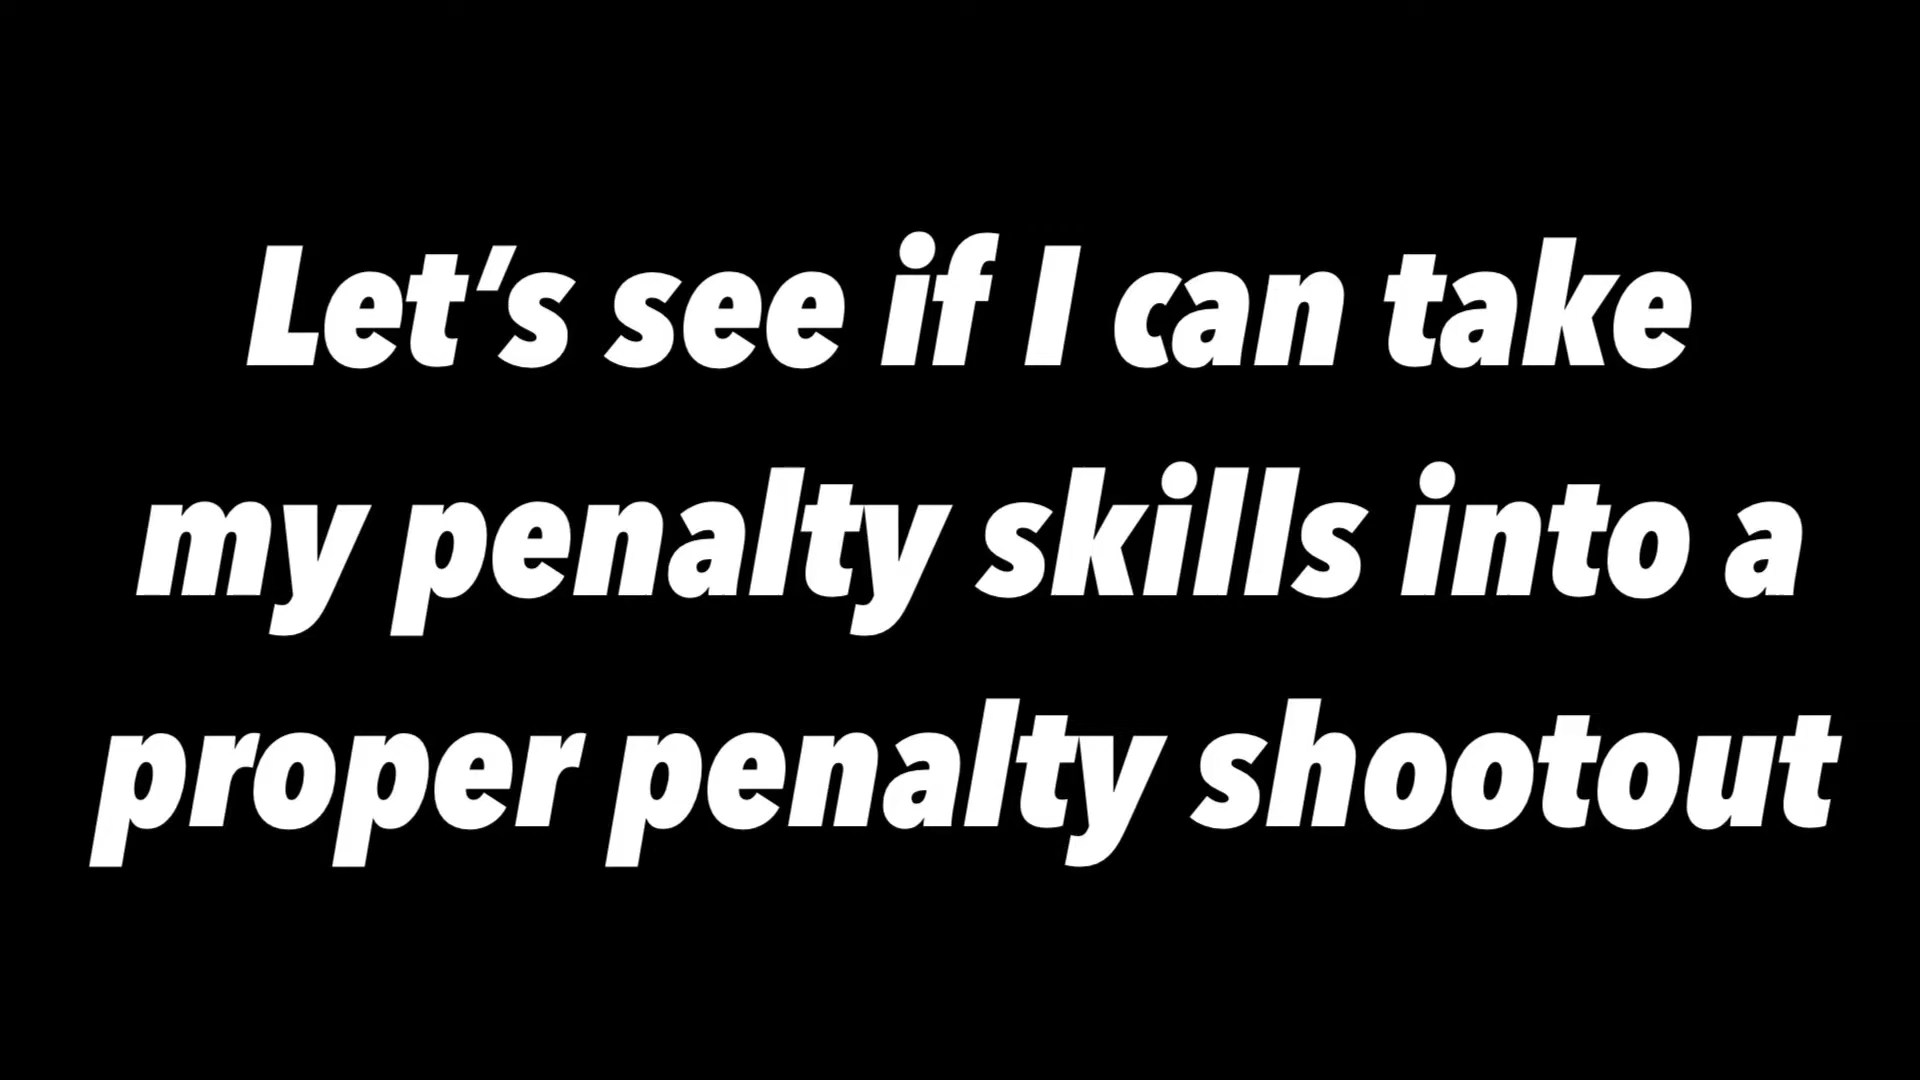 Let’s see if I can take
my penalty skills into a
proper penalty shootout